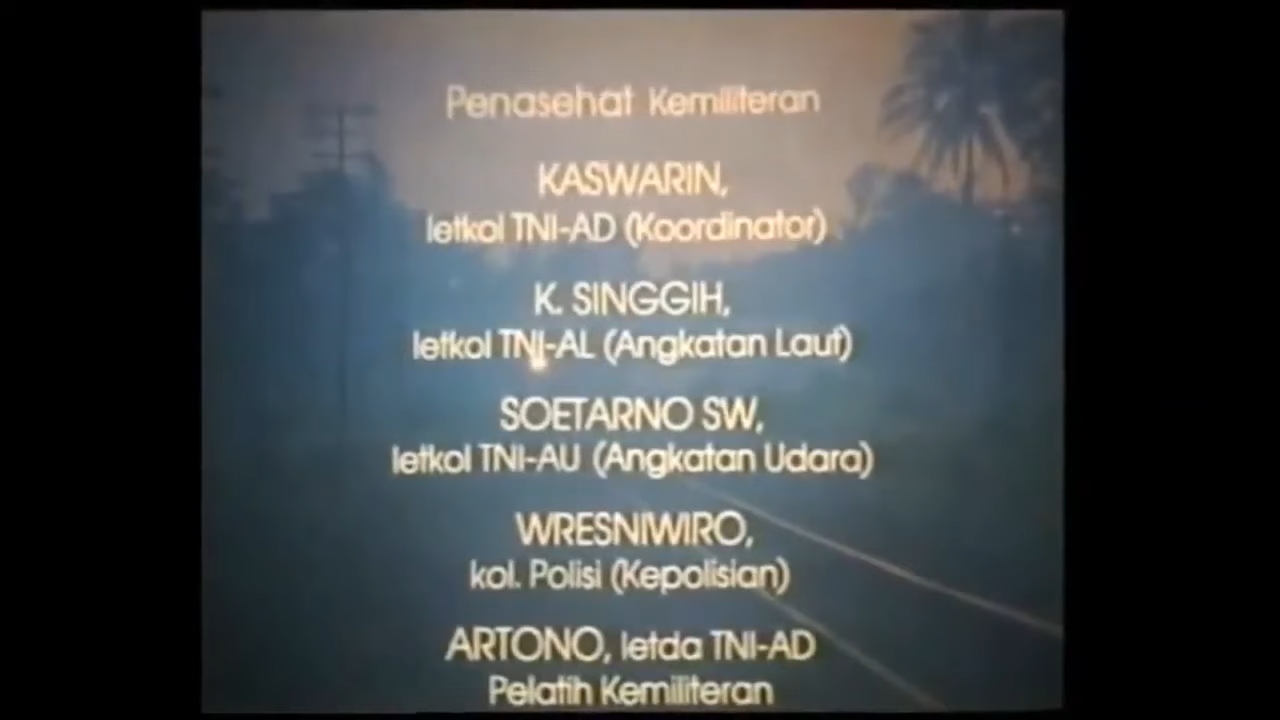 Penasehat Kemiliteran
KASWARIN,
letkol TNI-AD (Koordinator)
K. SINGGIH,
letkol TNI-AL (Angkatan Laut)
SOETARNO SW,
letkol TNI-AU (Angkatan Udara)
WRESNIWIRO,
kol. Polisi (Kepolisian)
ARTONO, letda TNI-AD
Pelatih Kemiliteran